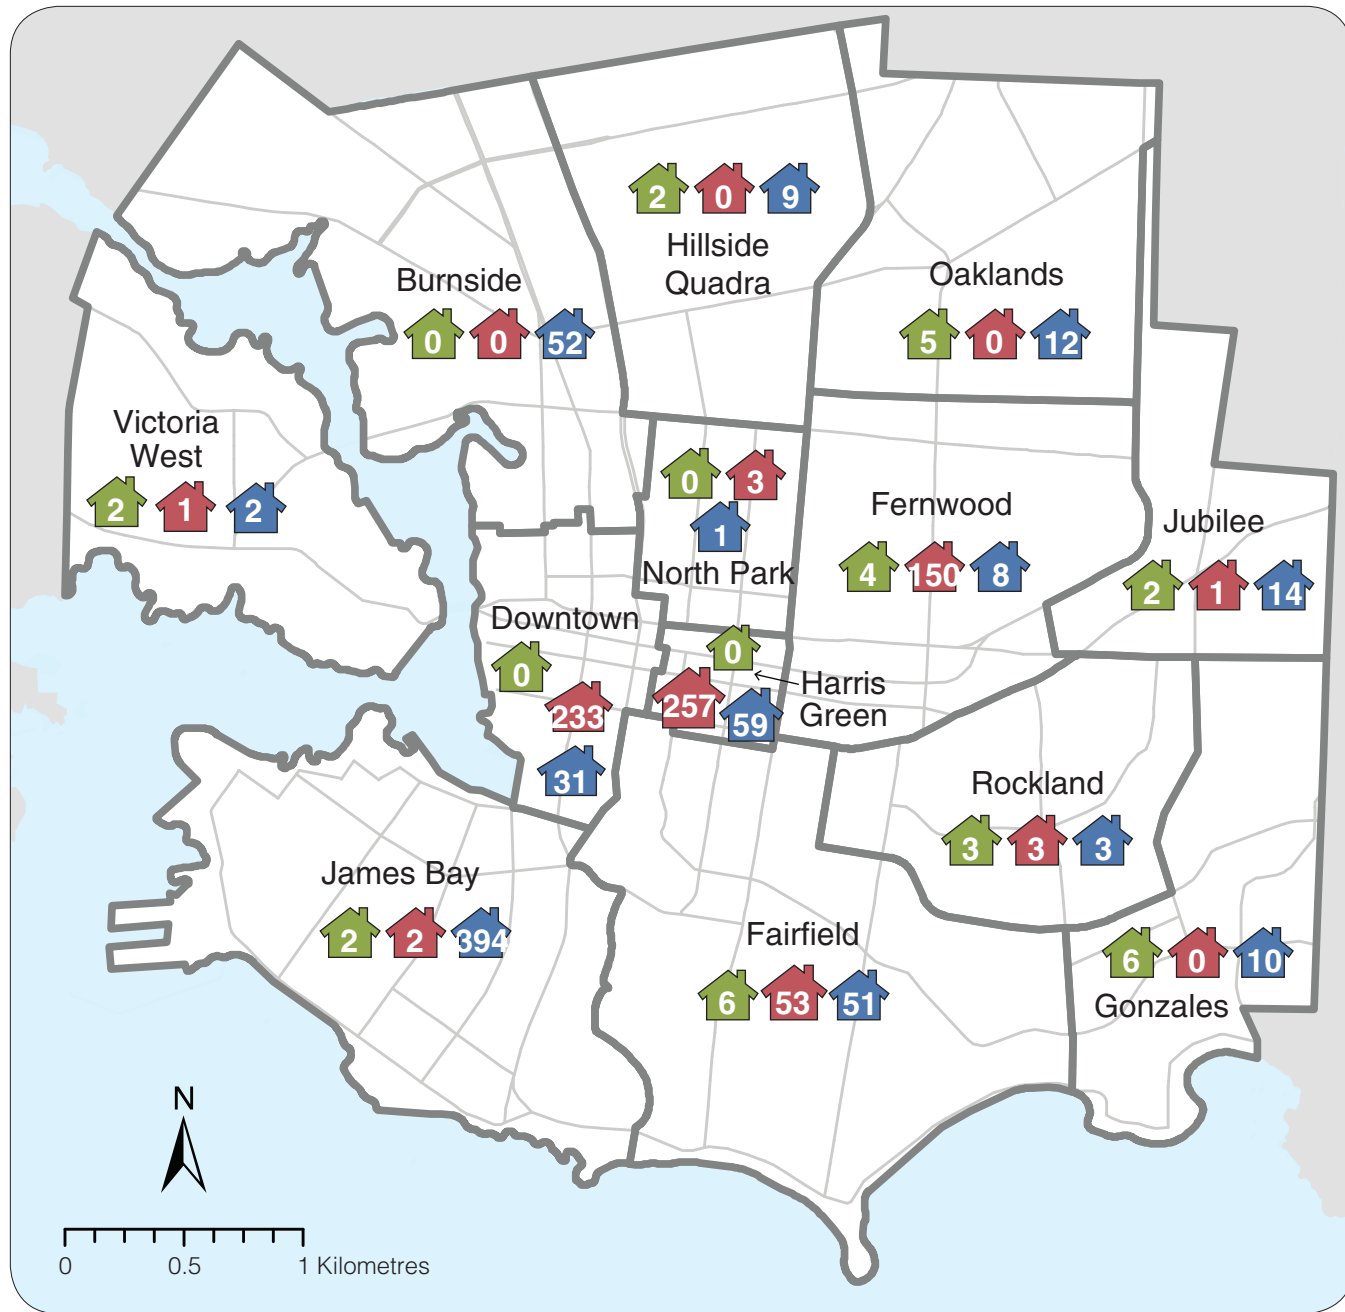 2 0 9
Hillside
Quadra
Burnside
0 0 52
Oaklands
5 0 12
Victoria
West
2 1 2
0 3
1
North Park
Fernwood
4 150 8
Jubilee
2 1 14
Downtown
0
233
31
0
257 59
Harris
Green
Rockland
3 3 3
James Bay
2 2 394
Fairfield
6 53 51
6 0 10
Gonzales
N
0 0.5 1 Kilometres